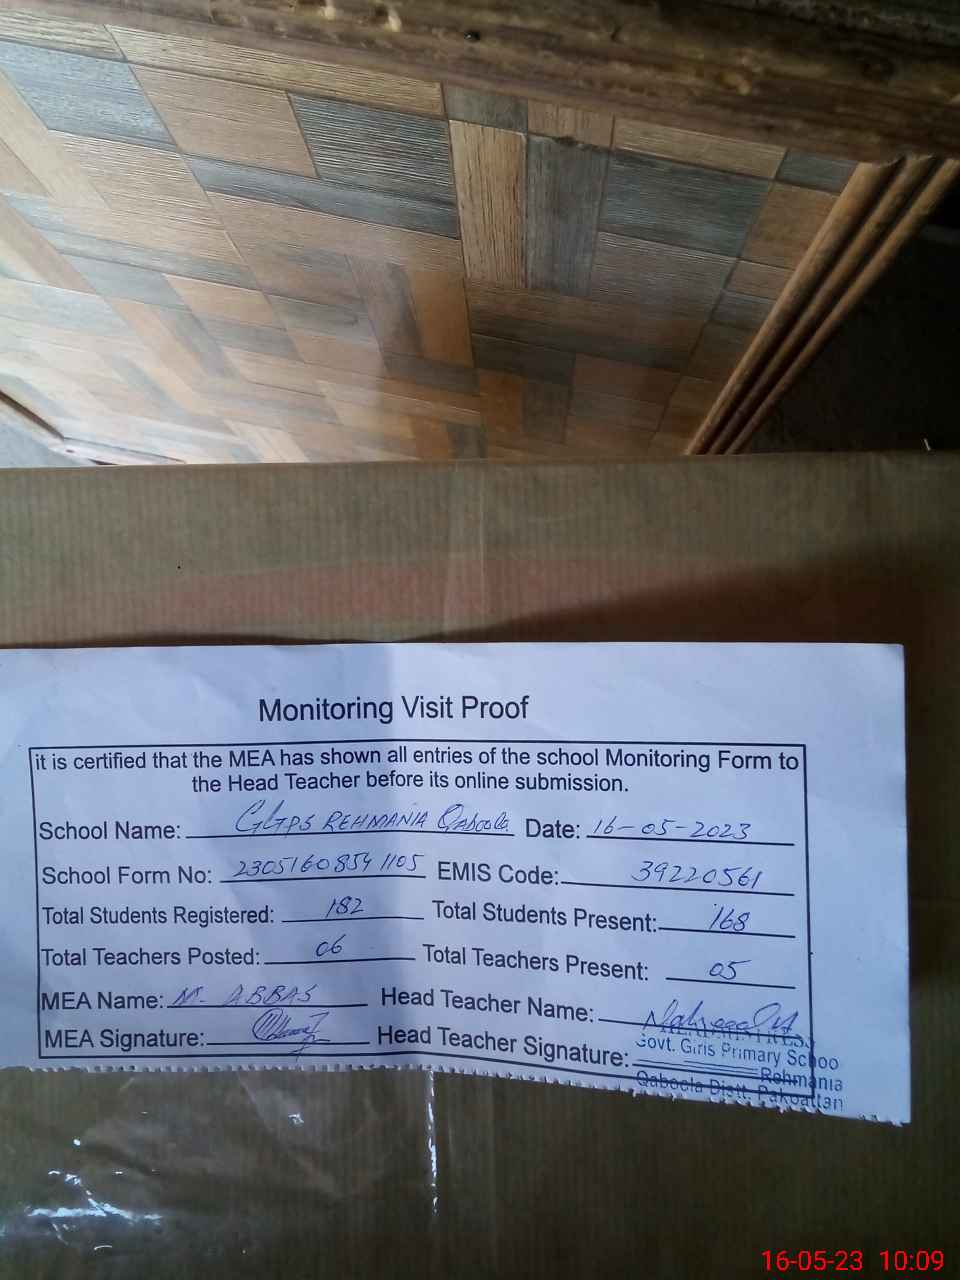 Monitoring Visit Proof
it is certified that the MEA has shown all entries of the school Monitoring Form to
the Head Teacher before its online submission.
School Name: GGPS REHMANIA Qaboola Date: 16-05-2023
School Form No: 23051608541105 EMIS Code: 39220561
Total Students Registered: 182 Total Students Present: 168
Total Teachers Posted: 06 Total Teachers Present: 05
MEA Name: M. ABBAS Head Teacher Name:
MEA Signature: Head Teacher Signature:
Govt. Girls Primary Schoo
Rehmania
Qaboola Distt. Pakpattan
16-05-23 10:09